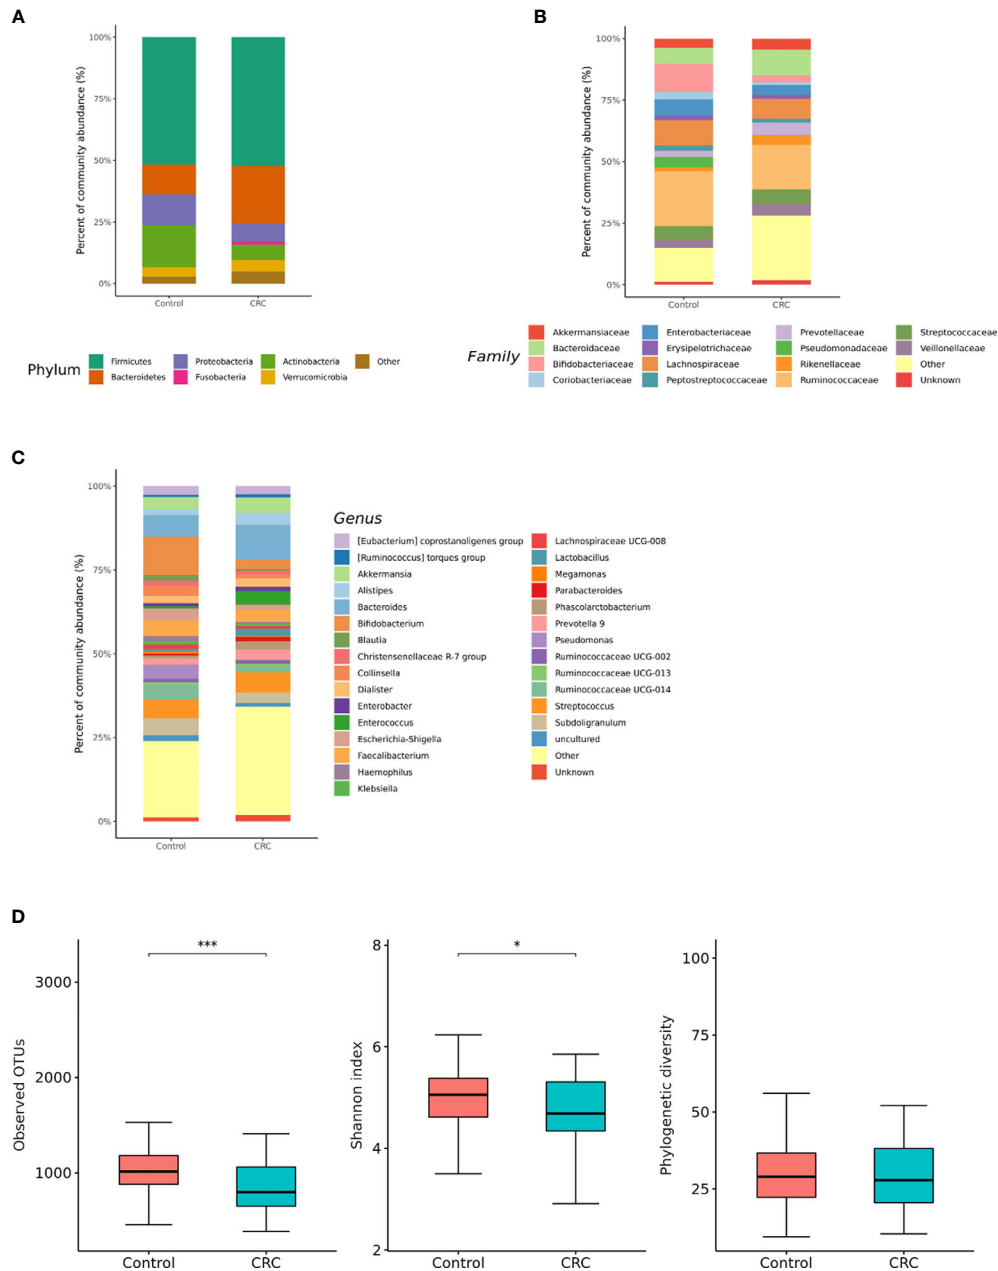 A
100%
75%
50%
25%
0%
Percent of community abundance (%)
Control CRC
Phylum
Firmicutes Proteobacteria Actinobacteria Other
Bacteroidetes Fusobacteria Verrucomicrobia
B
100%
75%
50%
25%
0%
Percent of community abundance (%)
Control CRC
Family
Akkermansiaceae Enterobacteriaceae Prevotellaceae Streptococcaceae
Bacteroidaceae Erysipelotrichaceae Pseudomonadaceae Veillonellaceae
Bifidobacteriaceae Lachnospiraceae Rikenellaceae Other
Coriobacteriaceae Peptostreptococcaceae Ruminococcaceae Unknown
C
100%
75%
50%
25%
0%
Percent of community abundance (%)
Control CRC
Genus
[Eubacterium] coprostanoligenes group Lachnospiraceae UCG-008
[Ruminococcus] torques group Lactobacillus
Akkermansia Megamonas
Alistipes Parabacteroides
Bacteroides Phascolarctobacterium
Bifidobacterium Prevotella 9
Blautia Pseudomonas
Christensenellaceae R-7 group Ruminococcaceae UCG-002
Collinsella Ruminococcaceae UCG-013
Dialister Ruminococcaceae UCG-014
Enterobacter Streptococcus
Enterococcus Subdoligranulum
Escherichia-Shigella uncultured
Faecalibacterium Other
Haemophilus Unknown
Klebsiella
D
***
3000
2000
1000
Observed OTUs
Control CRC
*
8
6
4
2
Shannon index
Control CRC
100
75
50
25
Phylogenetic diversity
Control CRC